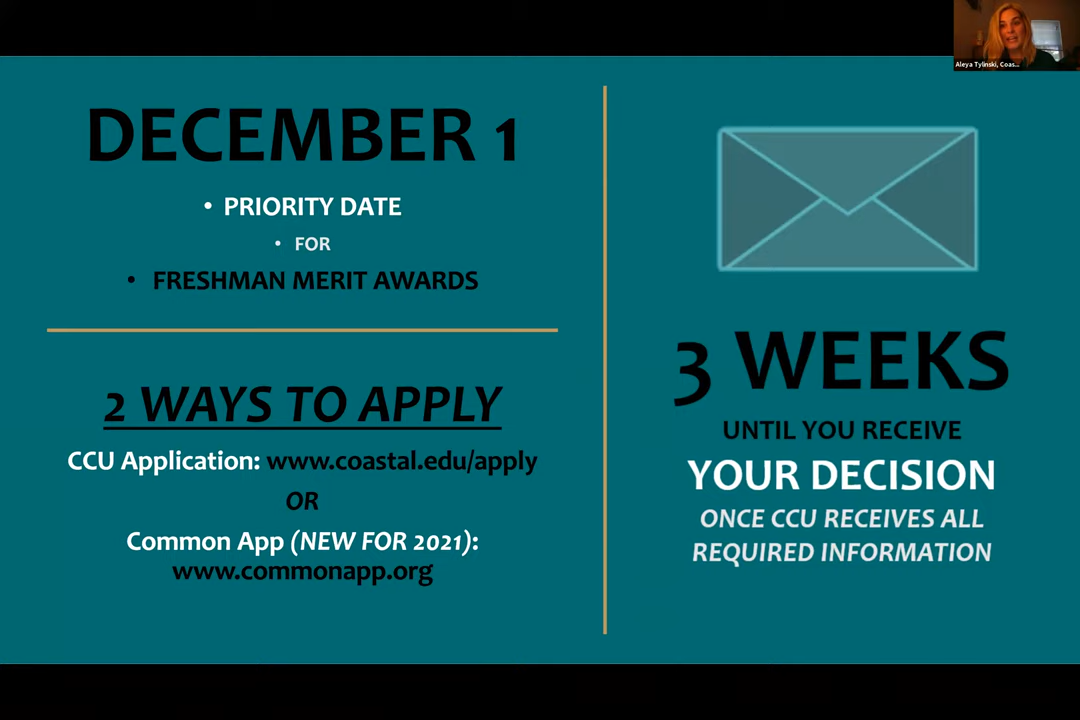 Aleya Tylinski, Coas...
DECEMBER 1
• PRIORITY DATE
• FOR
• FRESHMAN MERIT AWARDS
2 WAYS TO APPLY
CCU Application: www.coastal.edu/apply
OR
Common App (NEW FOR 2021):
www.commonapp.org
3 WEEKS
UNTIL YOU RECEIVE
YOUR DECISION
ONCE CCU RECEIVES ALL
REQUIRED INFORMATION